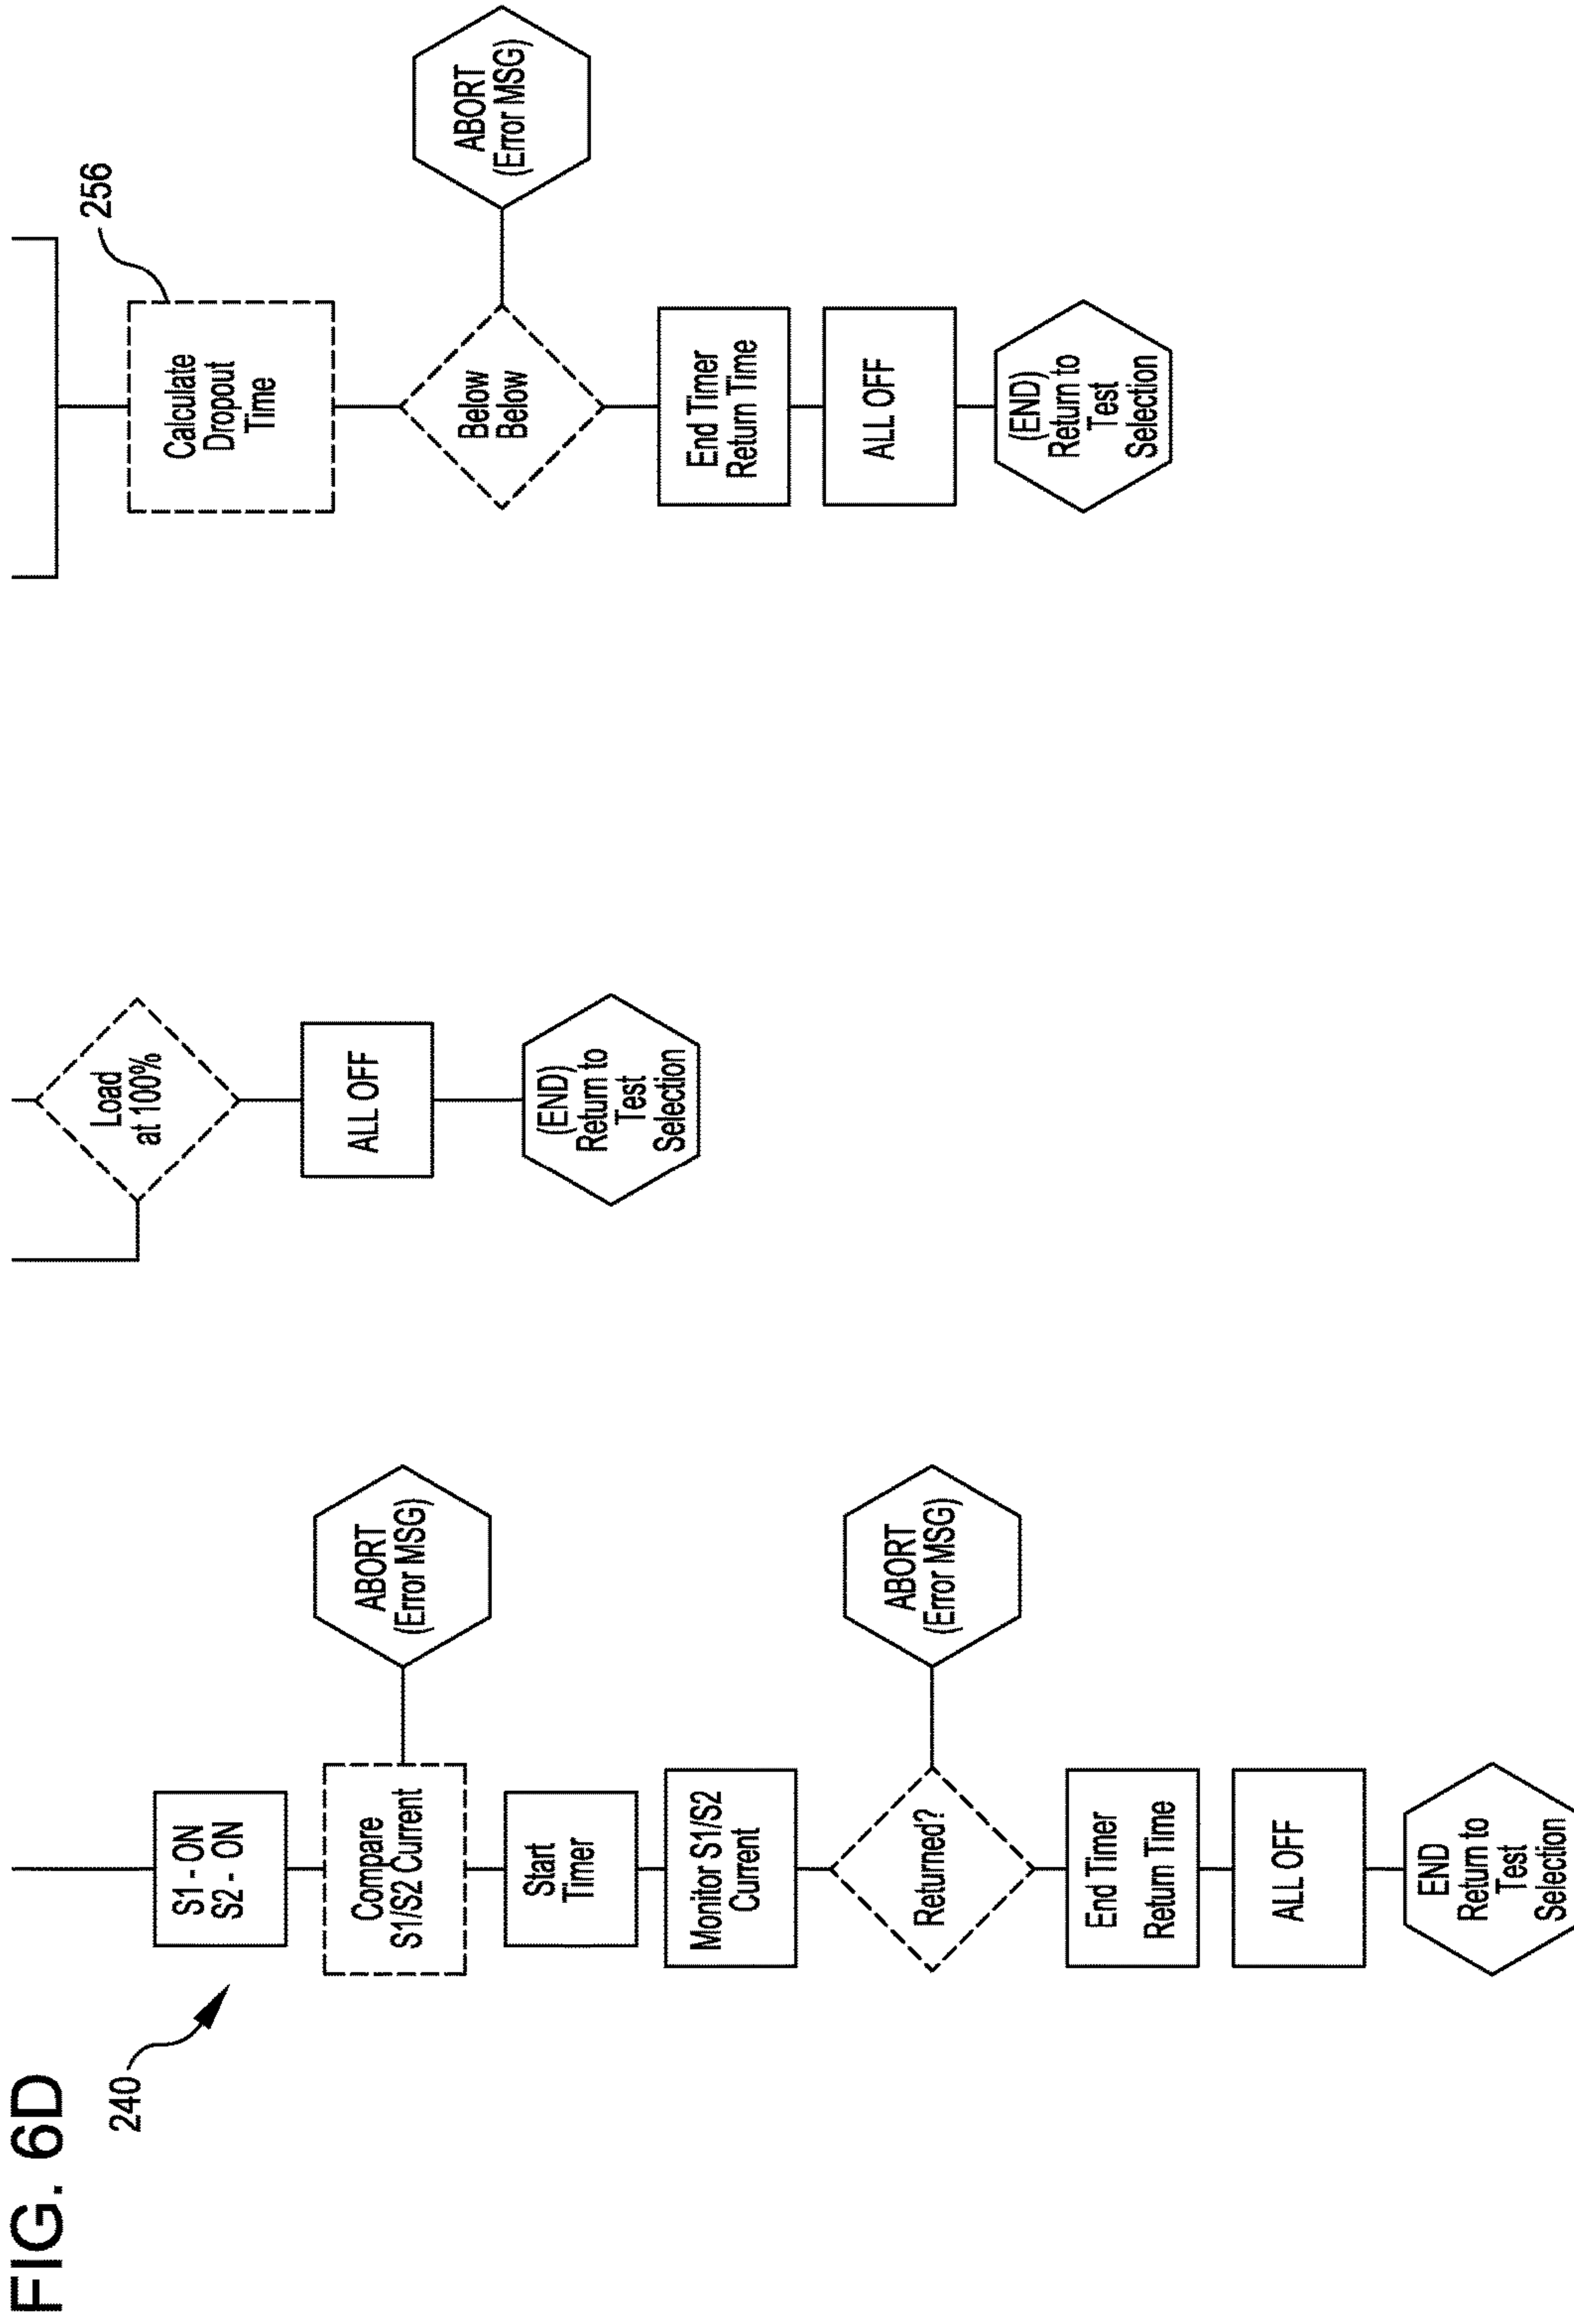 FIG. 6D
240
S1 - ON
S2 - ON
Compare
S1/S2 Current
ABORT
(Error MSG)
Start
Timer
Monitor S1/S2
Current
Returned?
ABORT
(Error MSG)
End Timer
Return Time
ALL OFF
END
Return to
Test
Selection
Load
at 100%
ALL OFF
(END)
Return to
Test
Selection
256
Calculate
Dropout
Time
Below
Below
ABORT
(Error MSG)
End Timer
Return Time
ALL OFF
(END)
Return to
Test
Selection